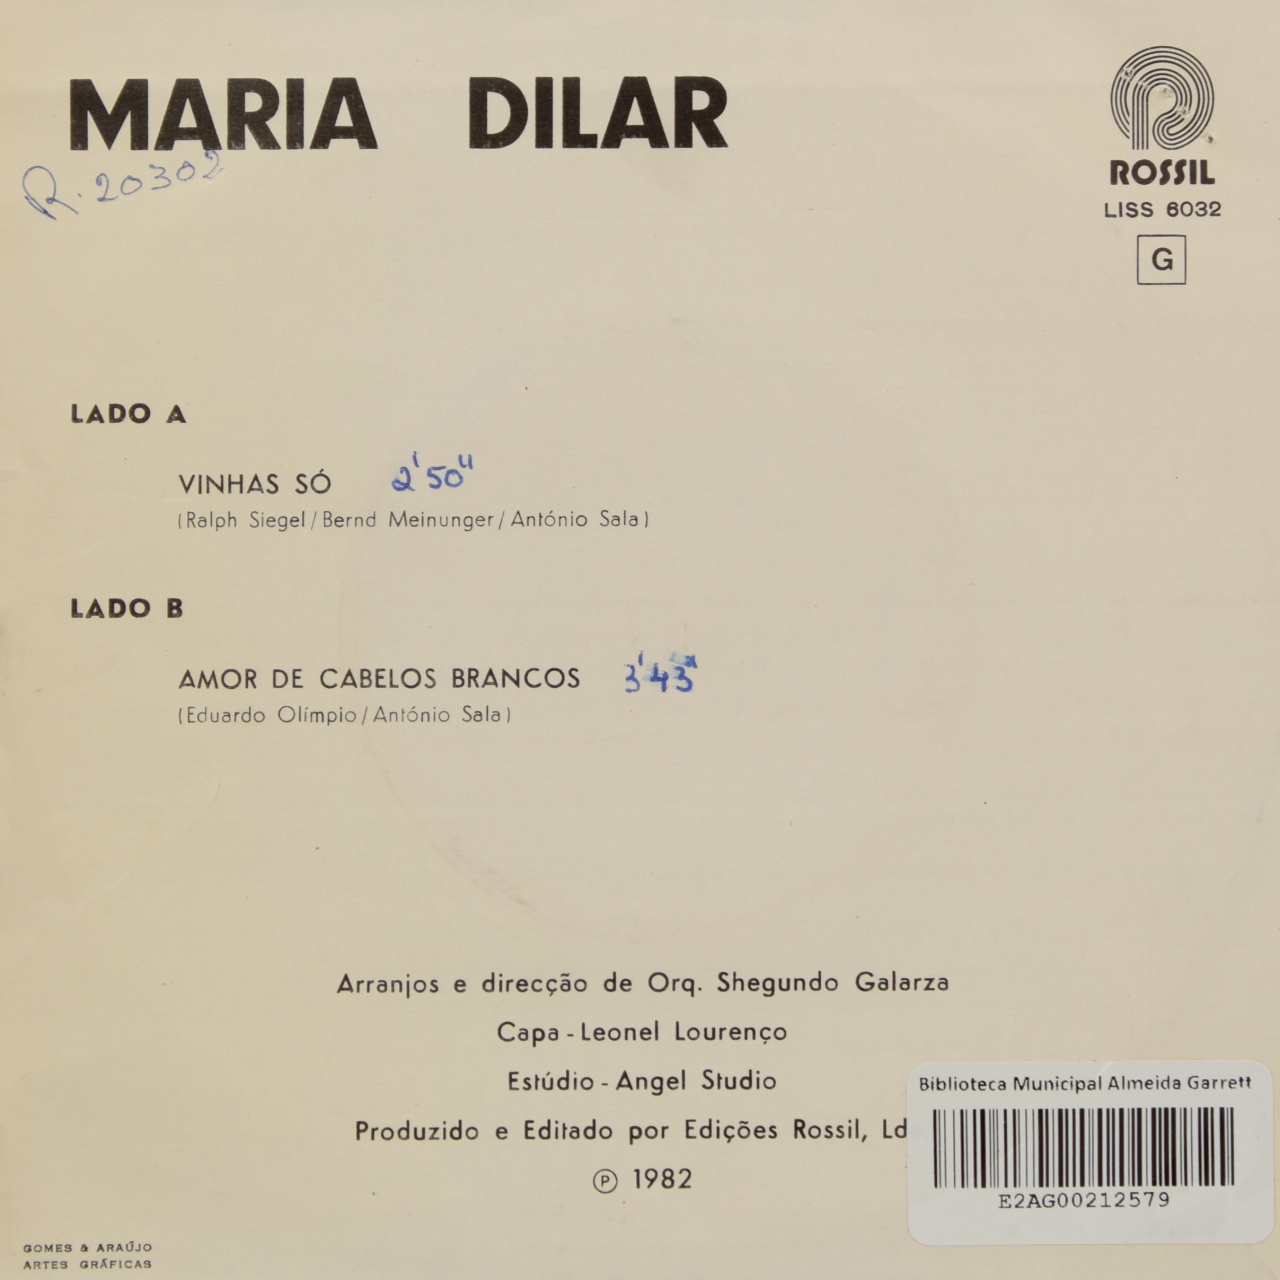 MARIA DILAR
R. 20302
ROSSIL
LISS 6032
G
LADO A
VINHAS SÓ 2'50"
(Ralph Siegel/Bernd Meinunger/António Sala)
LADO B
AMOR DE CABELOS BRANCOS 3'43"
(Eduardo Olímpio/António Sala)
Arranjos e direcção de Orq. Shegundo Galarza
Capa - Leonel Lourenço
Estúdio - Angel Studio
Produzido e Editado por Edições Rossil, Ld
Ⓟ 1982
Biblioteca Municipal Almeida Garrett
E2AG00212579
GOMES & ARAÚJO
ARTES GRÁFICAS